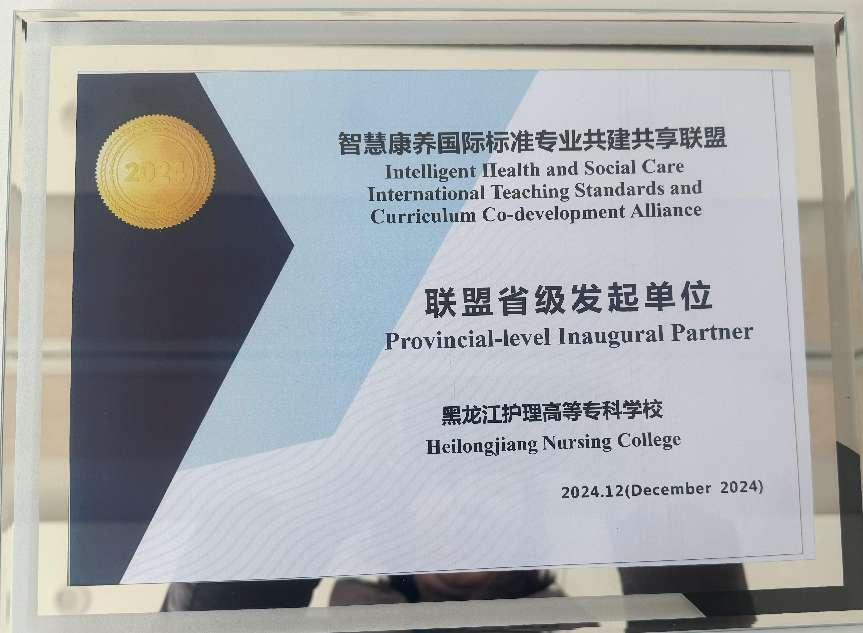 2024
智慧康养国际标准专业共建共享联盟
Intelligent Health and Social Care
International Teaching Standards and
Curriculum Co-development Alliance
联盟省级发起单位
Provincial-level Inaugural Partner
黑龙江护理高等专科学校
Heilongjiang Nursing College
2024.12(December 2024)